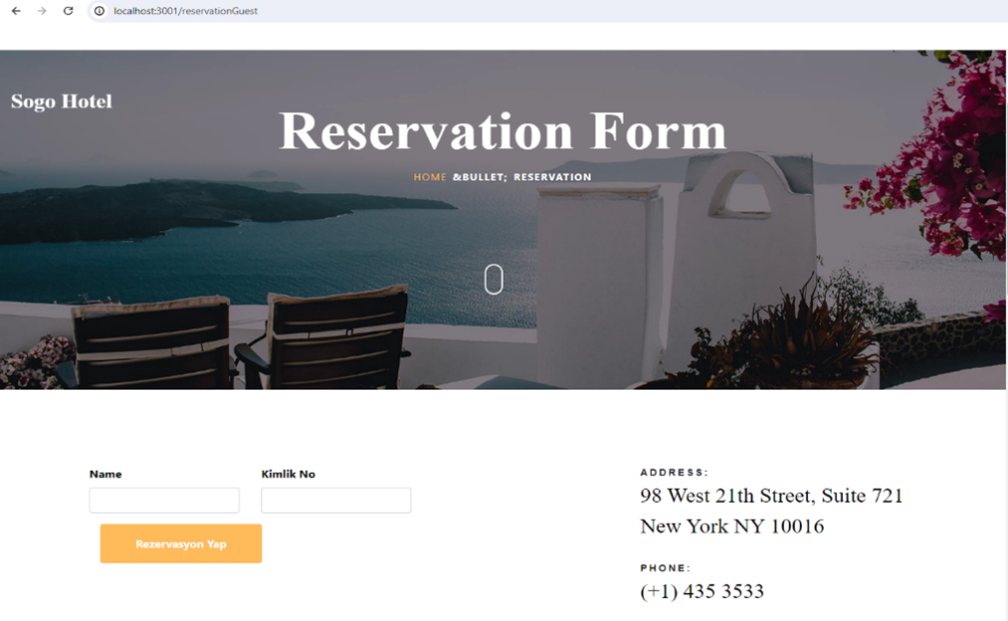 localhost:3001/reservationGuest
Sogo Hotel
Reservation Form
HOME &BULLET; RESERVATION
Name Kimlik No
Rezervasyon Yap
ADDRESS:
98 West 21th Street, Suite 721
New York NY 10016
PHONE:
(+1) 435 3533